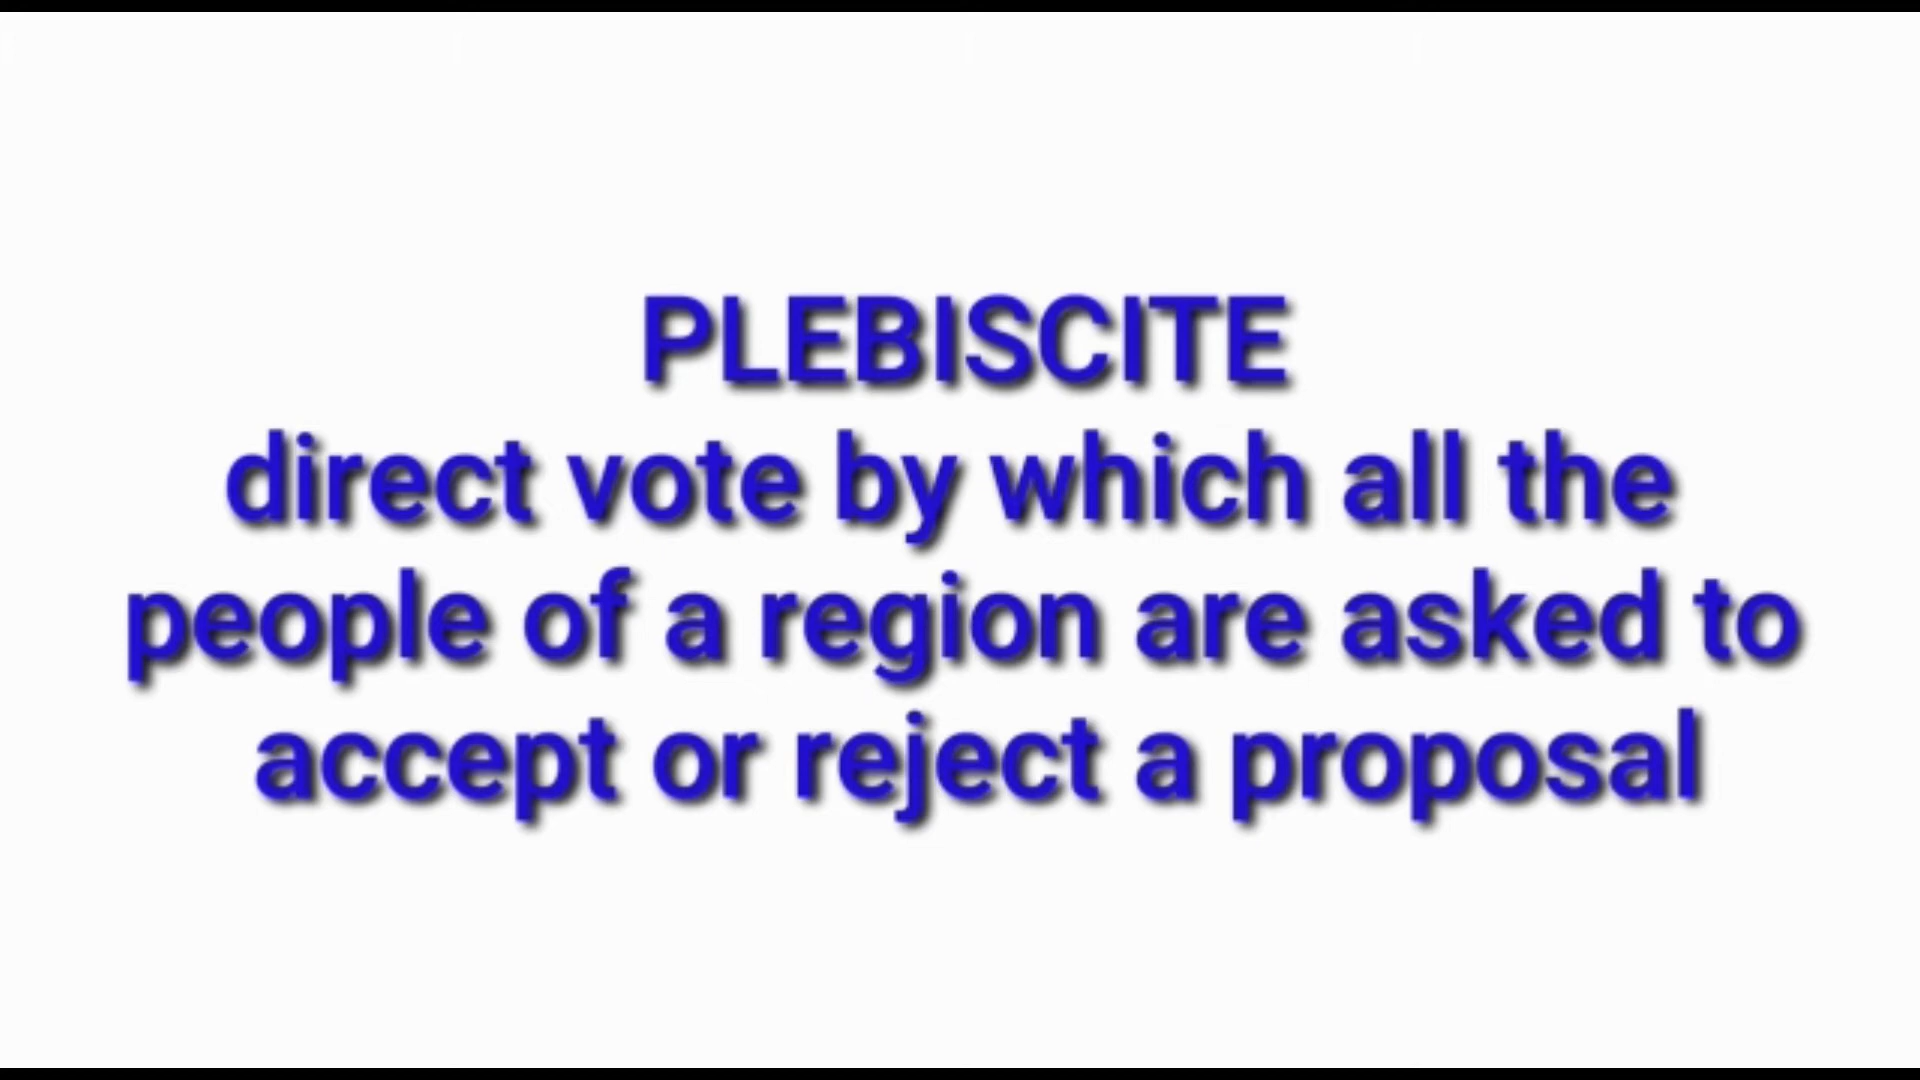 PLEBISCITE
direct vote by which all the
people of a region are asked to
accept or reject a proposal